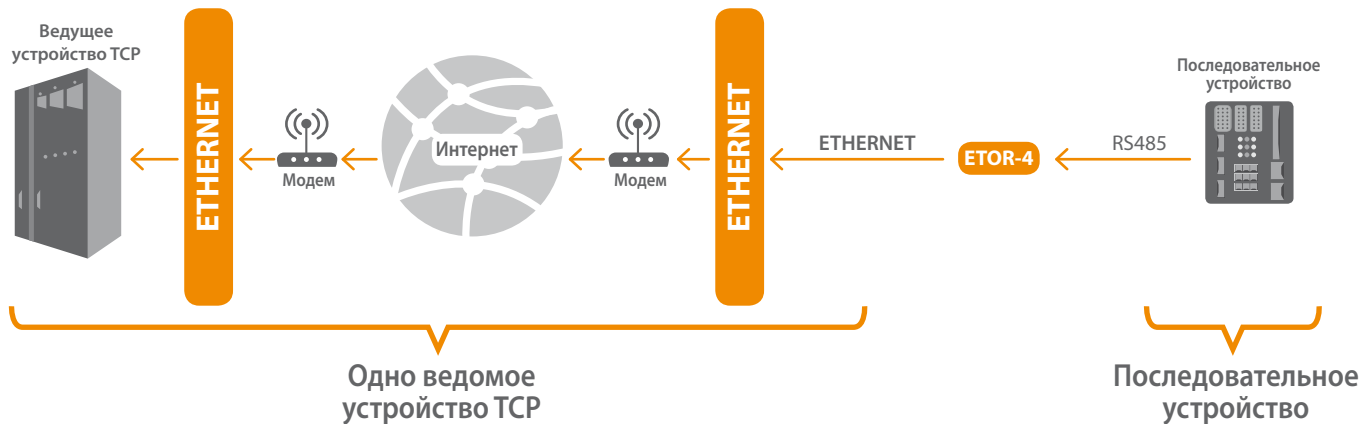 Ведущее
устройство TCP
ETHERNET
Модем
Интернет
Модем
ETHERNET
ETHERNET
ETOR-4
RS485
Последовательное
устройство
Одно ведомое
устройство TCP
Последовательное
устройство